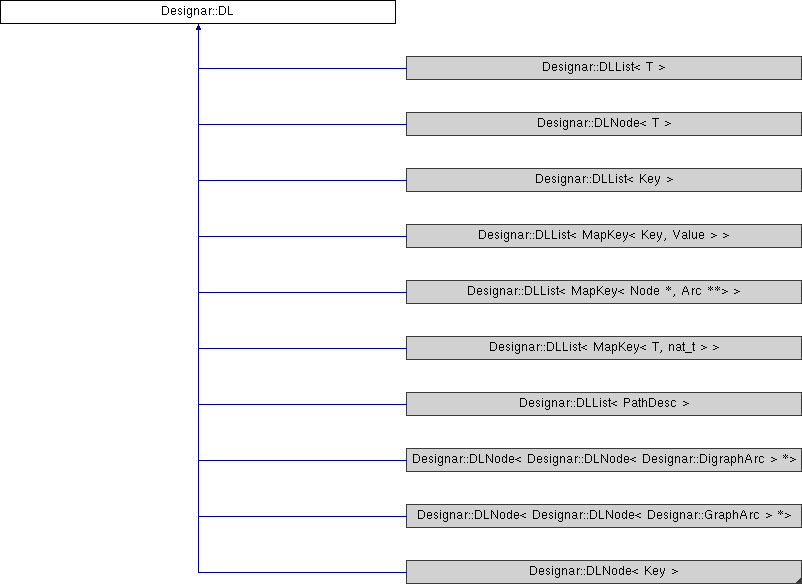 Designar::DL
Designar::DLList< T >
Designar::DLNode< T >
Designar::DLList< Key >
Designar::DLList< MapKey< Key, Value > >
Designar::DLList< MapKey< Node *, Arc **> >
Designar::DLList< MapKey< T, nat_t > >
Designar::DLList< PathDesc >
Designar::DLNode< Designar::DLNode< Designar::DigraphArc > *>
Designar::DLNode< Designar::DLNode< Designar::GraphArc > *>
Designar::DLNode< Key >